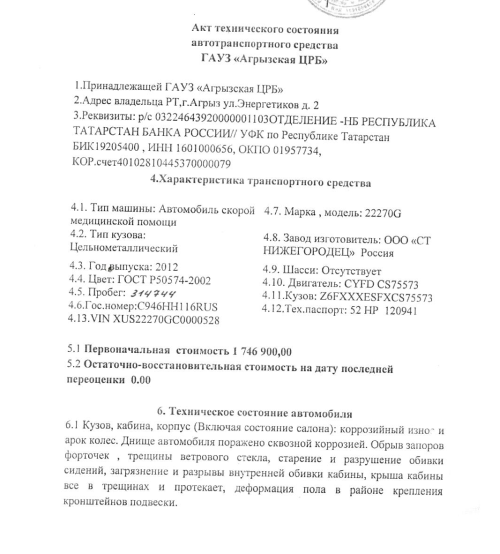 Акт технического состояния
автотранспортного средства
ГАУЗ «Агрызская ЦРБ»
1.Принадлежащей ГАУЗ «Агрызская ЦРБ»
2.Адрес владельца РТ,г.Агрыз ул.Энергетиков д. 2
3.Реквизиты: р/с 03224643920000001103ОТДЕЛЕНИЕ -НБ РЕСПУБЛИКА
ТАТАРСТАН БАНКА РОССИИ// УФК по Республике Татарстан
БИК19205400 , ИНН 1601000656, ОКПО 01957734,
КОР.счет40102810445370000079
4.Характеристика транспортного средства
4.1. Тип машины: Автомобиль скорой
медицинской помощи
4.2. Тип кузова:
Цельнометаллический
4.3. Год выпуска: 2012
4.4. Цвет: ГОСТ Р50574-2002
4.5. Пробег: 314744
4.6.Гос.номер:С946НН116RUS
4.13.VIN XUS22270GC0000528
4.7. Марка , модель: 22270G
4.8. Завод изготовитель: ООО «СТ
НИЖЕГОРОДЕЦ» Россия
4.9. Шасси: Отсутствует
4.10. Двигатель: CYFD CS75573
4.11.Кузов: Z6FXXXESFXCS75573
4.12.Тех.паспорт: 52 НР 120941
5.1 Первоначальная стоимость 1 746 900,00
5.2 Остаточно-восстановительная стоимость на дату последней
переоценки 0.00
6. Техническое состояние автомобиля
6.1 Кузов, кабина, корпус (Включая состояние салона): коррозийный износ и
арок колес. Днище автомобиля поражено сквозной коррозией. Обрыв запоров
форточек , трещины ветрового стекла, старение и разрушение обивки
сидений, загрязнение и разрывы внутренней обивки кабины, крыша кабины
все в трещинах и протекает, деформация пола в районе крепления
кронштейнов подвески.